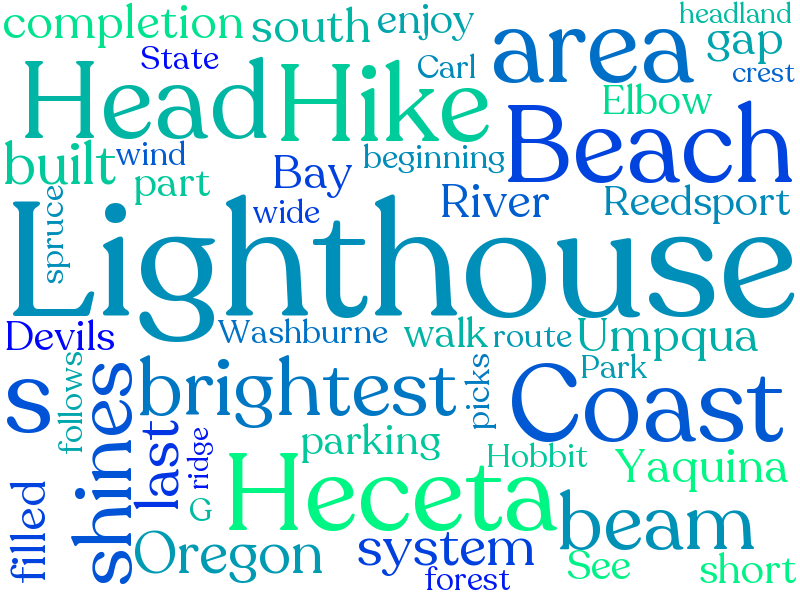 completion south enjoy headland
State Carl area gap crest
Head Hike Elbow
Beach
built wind beginning
part Bay River Reedsport
spruce wide
Lighthouse
Devils Washburne walk route Umpqua
follows shines brightest picks Park
s Coast
last ridge parking Hobbit Yaquina
filled G Heceta beam
Oregon system See
forest short